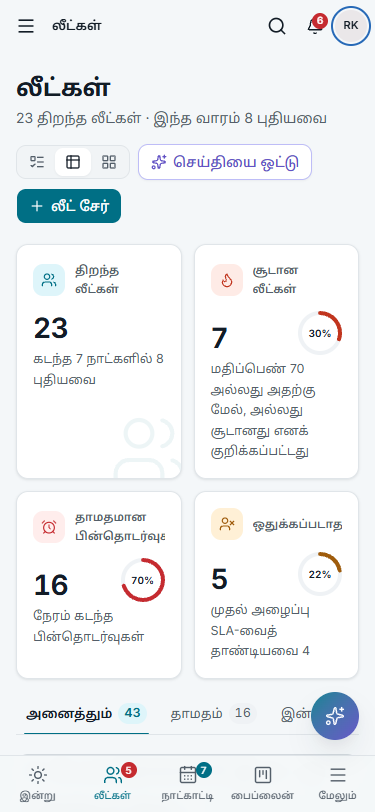 லீட்கள்
6
RK
லீட்கள்
23 திறந்த லீட்கள் · இந்த வாரம் 8 புதியவை
செய்தியை ஒட்டு
லீட் சேர்
திறந்த லீட்கள்
23
கடந்த 7 நாட்களில் 8
புதியவை
சூடான லீட்கள்
7
30%
மதிப்பெண் 70
அல்லது அதற்கு
மேல், அல்லது
சூடானது எனக்
குறிக்கப்பட்டது
தாமதமான
16
70%
நேரம் கடந்த
பின்தொடர்வுகள்
ஒதுக்கப்படாத
5
22%
முதல் அழைப்பு
SLA-வைத்
தாண்டியவை 4
அனைத்தும் 43
தாமதம் 16
5
7
இன்று
லீட்கள்
நாட்காட்டி
பைப்லைன்
மேலும்